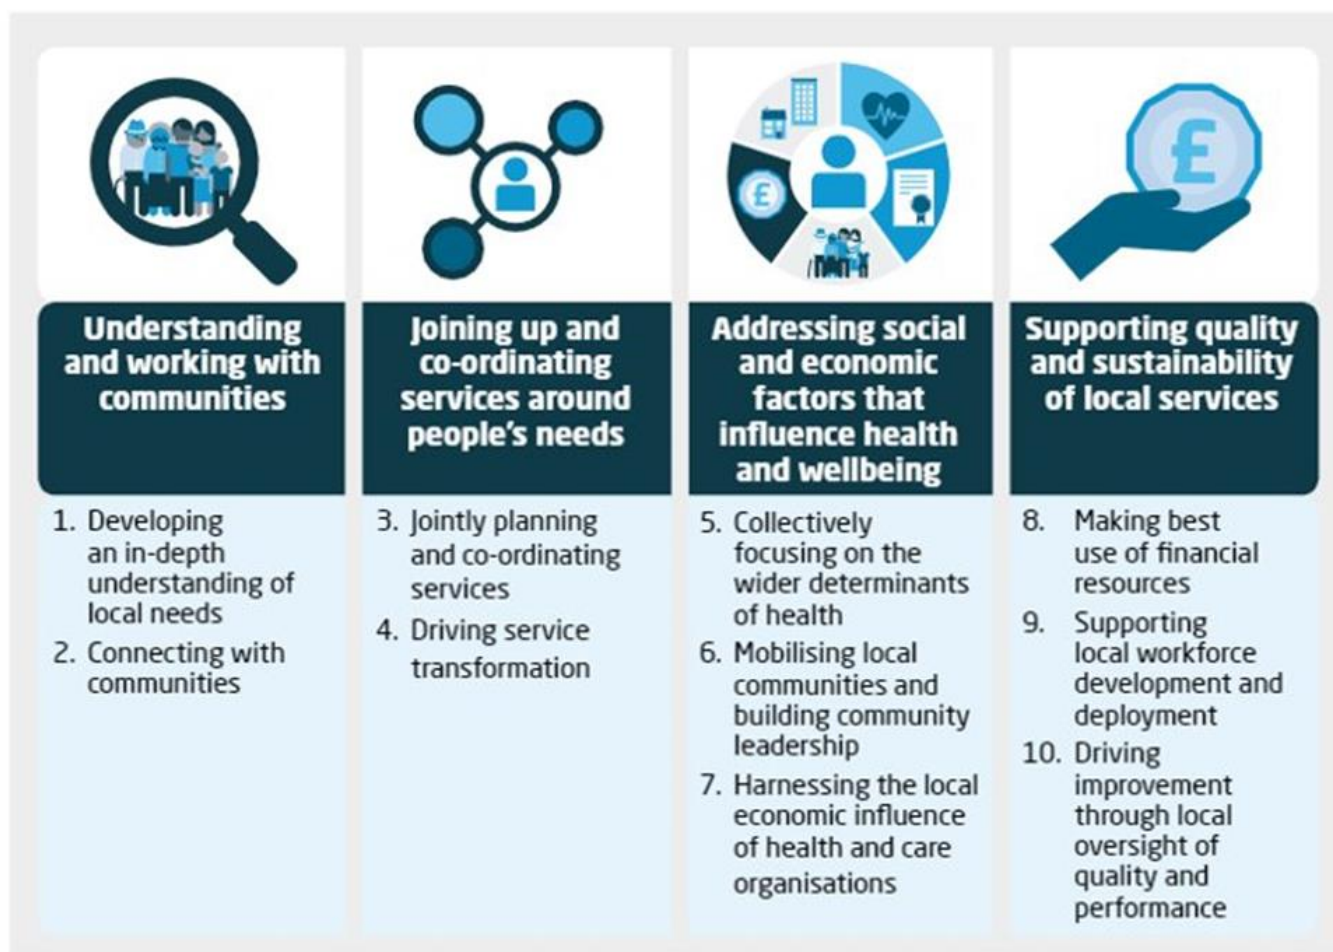 £
£
Understanding
and working with
communities
1. Developing
an in-depth
understanding of
local needs
2. Connecting with
communities
Joining up and
co-ordinating
services around
people's needs
3. Jointly planning
and co-ordinating
services
4. Driving service
transformation
Addressing social
and economic
factors that
influence health
and wellbeing
5. Collectively
focusing on the
wider determinants
of health
6. Mobilising local
communities and
building community
leadership
7. Harnessing the local
economic influence
of health and care
organisations
Supporting quality
and sustainability
of local services
8. Making best
use of financial
resources
9. Supporting
local workforce
development and
deployment
10. Driving
improvement
through local
oversight of
quality and
performance